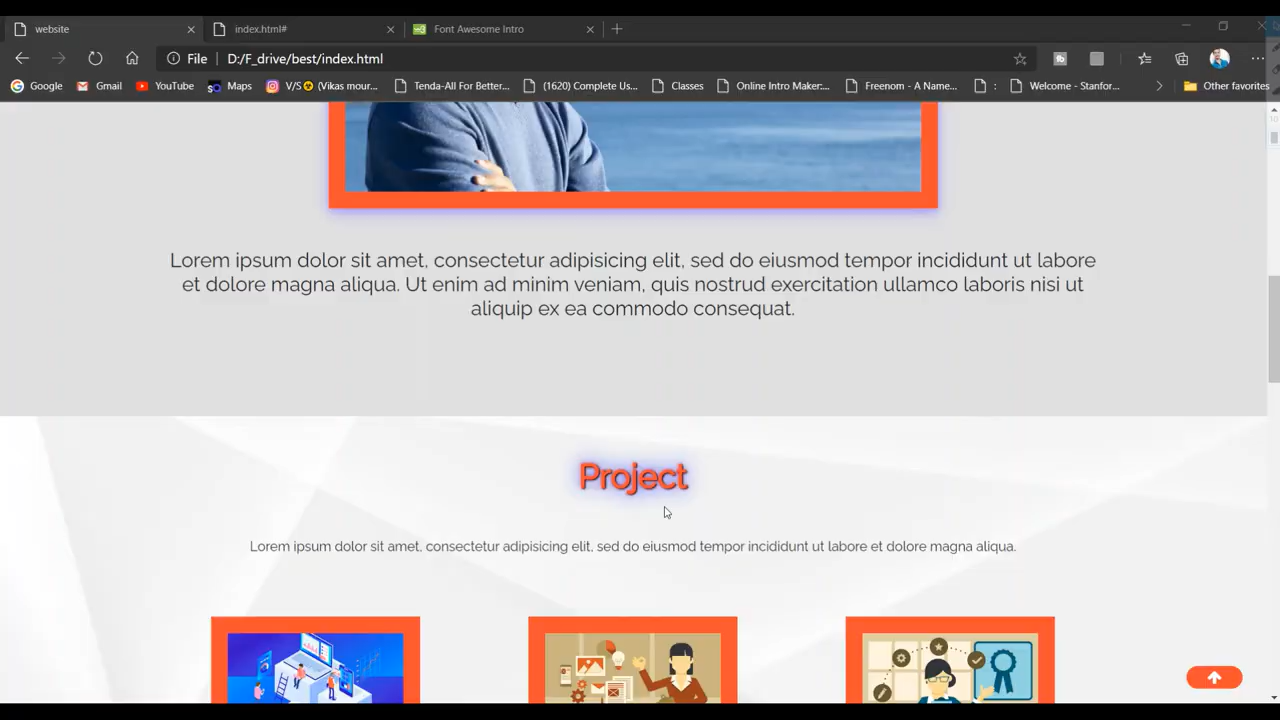 website
index.html#
Font Awesome Intro
File
D:/F_drive/best/index.html
Google
Gmail
YouTube
Maps
V/S (Vikas mour...
Tenda-All For Better...
(1620) Complete Us...
Classes
Online Intro Maker:...
Freenom - A Name...
:
Welcome - Stanfor...
Other favorites
Lorem ipsum dolor sit amet, consectetur adipisicing elit, sed do eiusmod tempor incididunt ut labore
et dolore magna aliqua. Ut enim ad minim veniam, quis nostrud exercitation ullamco laboris nisi ut
aliquip ex ea commodo consequat.
Project
Lorem ipsum dolor sit amet, consectetur adipisicing elit, sed do eiusmod tempor incididunt ut labore et dolore magna aliqua.